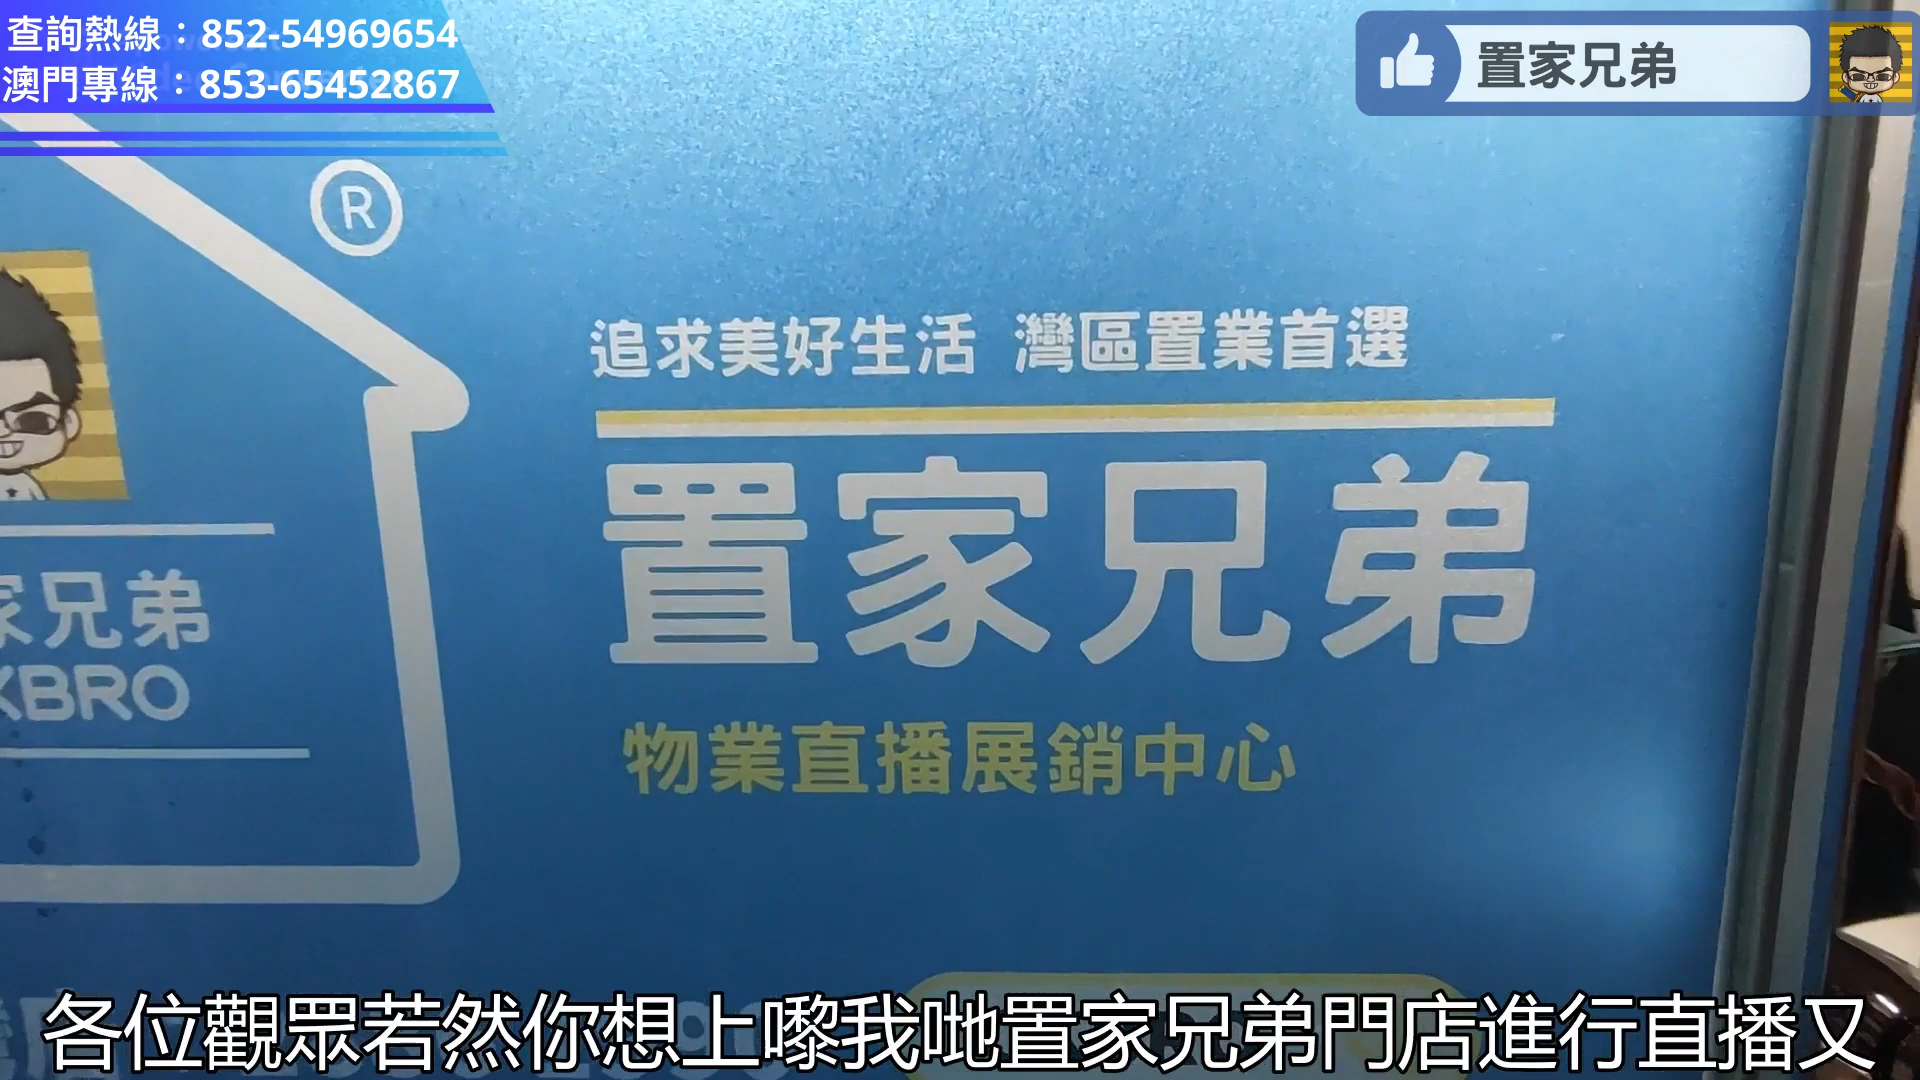 查詢熱線：852-54969654
澳門專線：853-65452867
置家兄弟
®
追求美好生活 灣區置業首選
置家兄弟
家兄弟
KBRO
物業直播展銷中心
各位觀眾若然你想上嚟我哋置家兄弟門店進行直播又